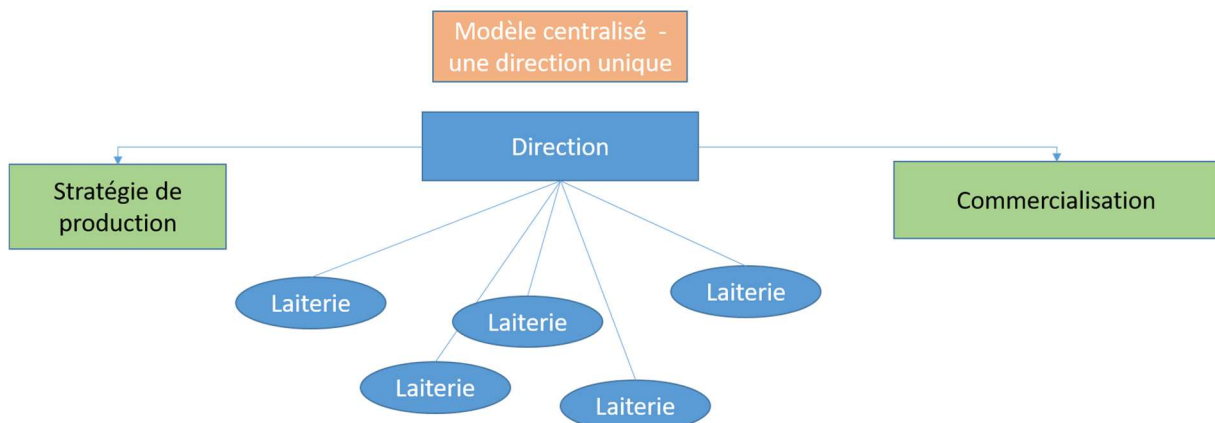 Modèle centralisé -
une direction unique
Direction
Stratégie de
production
Commercialisation
Laiterie
Laiterie
Laiterie
Laiterie
Laiterie